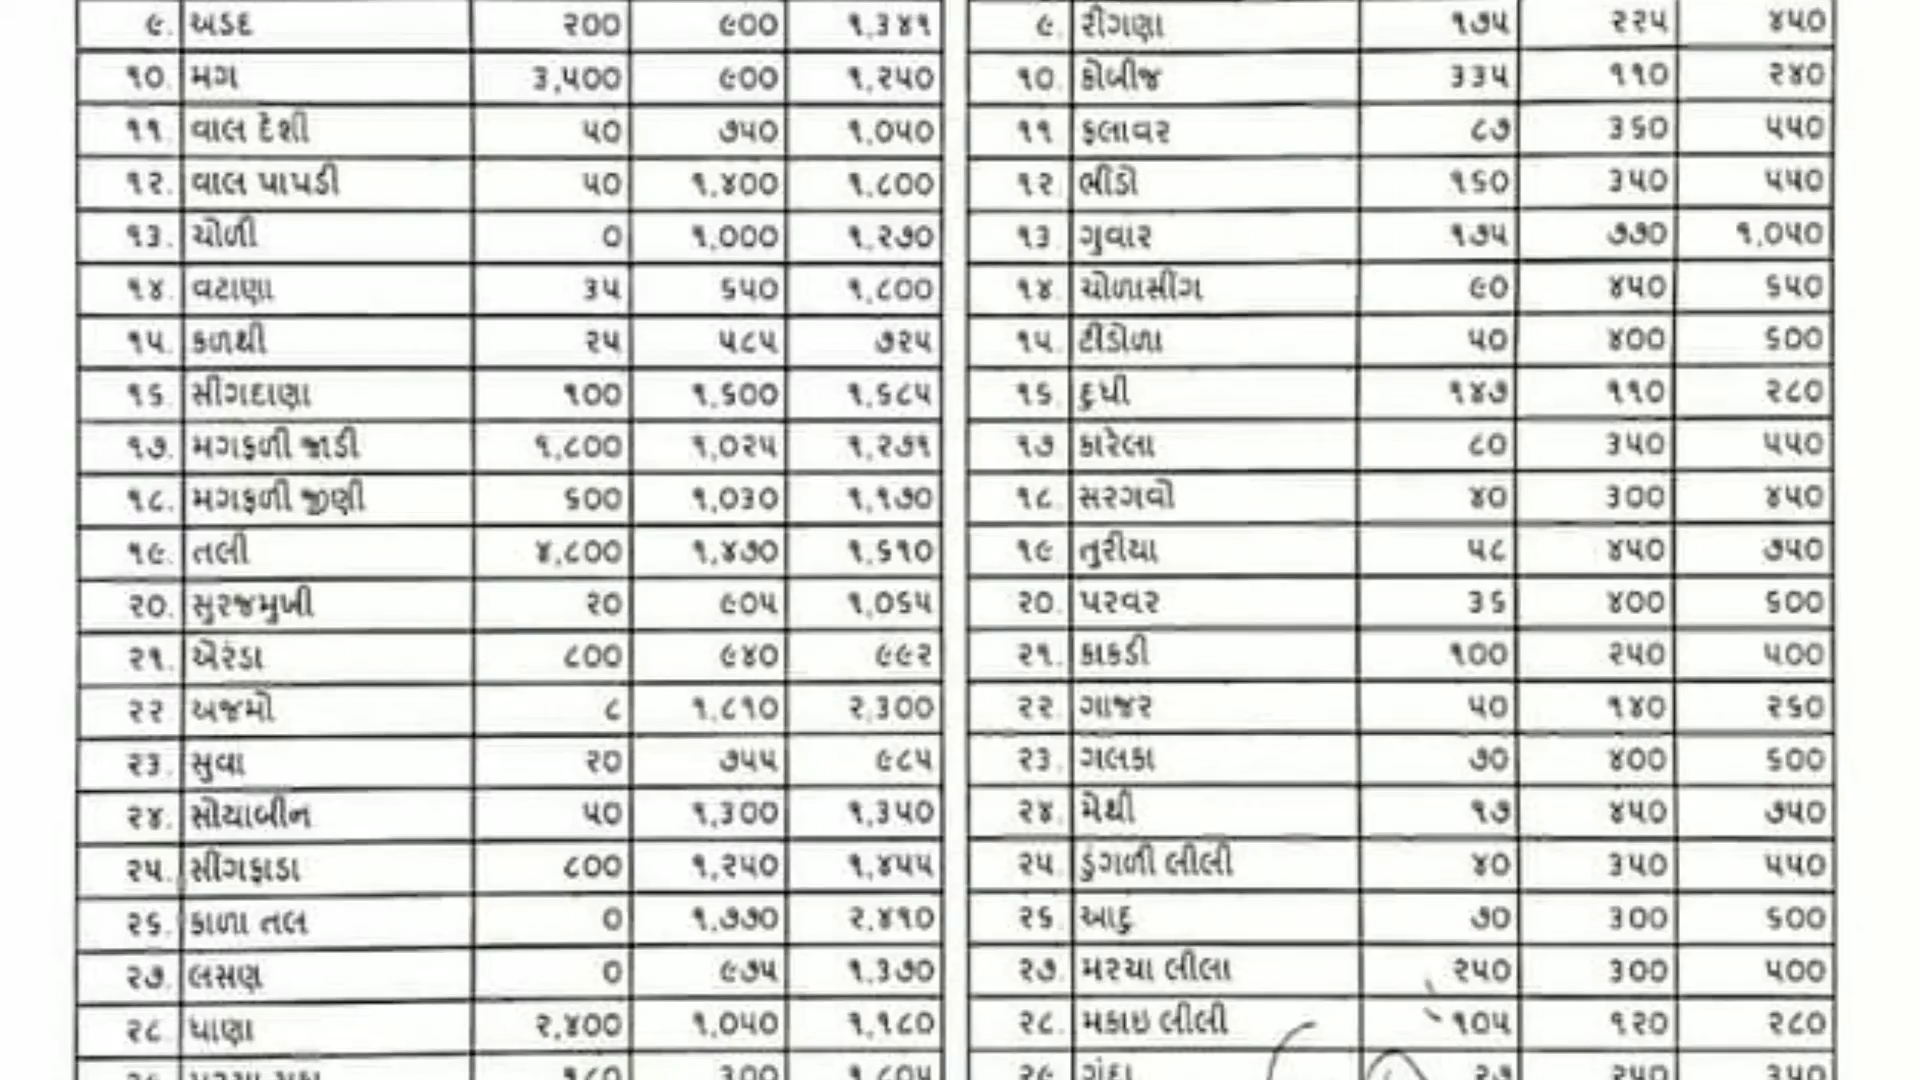 ૯. અડદ ૨૦૦ ૯૦૦ ૧,૩૪૧
૧૦. મગ ૩,૫૦૦ ૯૦૦ ૧,૨૫૦
૧૧. વાલ દેશી ૫૦ ૭૫૦ ૧,૦૫૦
૧૨. વાલ પાપડી ૫૦ ૧,૪૦૦ ૧,૮૦૦
૧૩. ચોળી ૦ ૧,૦૦૦ ૧,૨૭૦
૧૪. વટાણા ૩૫ ૬૫૦ ૧,૮૦૦
૧૫. કળથી ૨૫ ૫૮૫ ૭૨૫
૧૬. સીંગદાણા ૧૦૦ ૧,૬૦૦ ૧,૬૮૫
૧૭. મગફળી જાડી ૧,૮૦૦ ૧,૦૨૫ ૧,૨૭૧
૧૮. મગફળી જીણી ૬૦૦ ૧,૦૩૦ ૧,૧૭૦
૧૯. તલી ૪,૮૦૦ ૧,૪૭૦ ૧,૬૧૦
૨૦. સુરજમુખી ૨૦ ૯૦૫ ૧,૦૬૫
૨૧. એરંડા ૮૦૦ ૯૪૦ ૯૯૨
૨૨ અજમો ૮ ૧,૮૧૦ ૨,૩૦૦
૨૩. સુવા ૨૦ ૭૫૫ ૯૮૫
૨૪. સોયાબીન ૫૦ ૧,૩૦૦ ૧,૩૫૦
૨૫. સીંગફાડા ૮૦૦ ૧,૨૫૦ ૧,૪૫૫
૨૬. કાળા તલ ૦ ૧,૭૭૦ ૨,૪૧૦
૨૭. લસણ ૦ ૯૭૫ ૧,૩૭૦
૨૮ ધાણા ૨,૪૦૦ ૧,૦૫૦ ૧,૧૮૦
૯. રીંગણા ૧૭૫ ૨૨૫ ૪૫૦
૧૦. કોબીજ ૩૩૫ ૧૧૦ ૨૪૦
૧૧ ફલાવર ૮૭ ૩૬૦ ૫૫૦
૧૨ ભીંડો ૧૬૦ ૩૫૦ ૫૫૦
૧૩ ગુવાર ૧૭૫ ૭૭૦ ૧,૦૫૦
૧૪. ચોળાસીંગ ૯૦ ૪૫૦ ૬૫૦
૧૫. ટીંડોળા ૫૦ ૪૦૦ ૬૦૦
૧૬. દુધી ૧૪૭ ૧૧૦ ૨૮૦
૧૭ કારેલા ૮૦ ૩૫૦ ૫૫૦
૧૮. સરગવો ૪૦ ૩૦૦ ૪૫૦
૧૯ તુરીયા ૫૮ ૪૫૦ ૭૫૦
૨૦. પરવર ૩૬ ૪૦૦ ૬૦૦
૨૧. કાકડી ૧૦૦ ૨૫૦ ૫૦૦
૨૨. ગાજર ૫૦ ૧૪૦ ૨૬૦
૨૩. ગલકા ૭૦ ૪૦૦ ૬૦૦
૨૪. મેથી ૧૭ ૪૫૦ ૭૫૦
૨૫ ડુંગળી લીલી ૪૦ ૩૫૦ ૫૫૦
૨૬ આદુ ૭૦ ૩૦૦ ૬૦૦
૨૭. મરચા લીલા ૨૫૦ ૩૦૦ ૫૦૦
૨૮. મકાઇ લીલી ૧૦૫ ૧૨૦ ૨૮૦